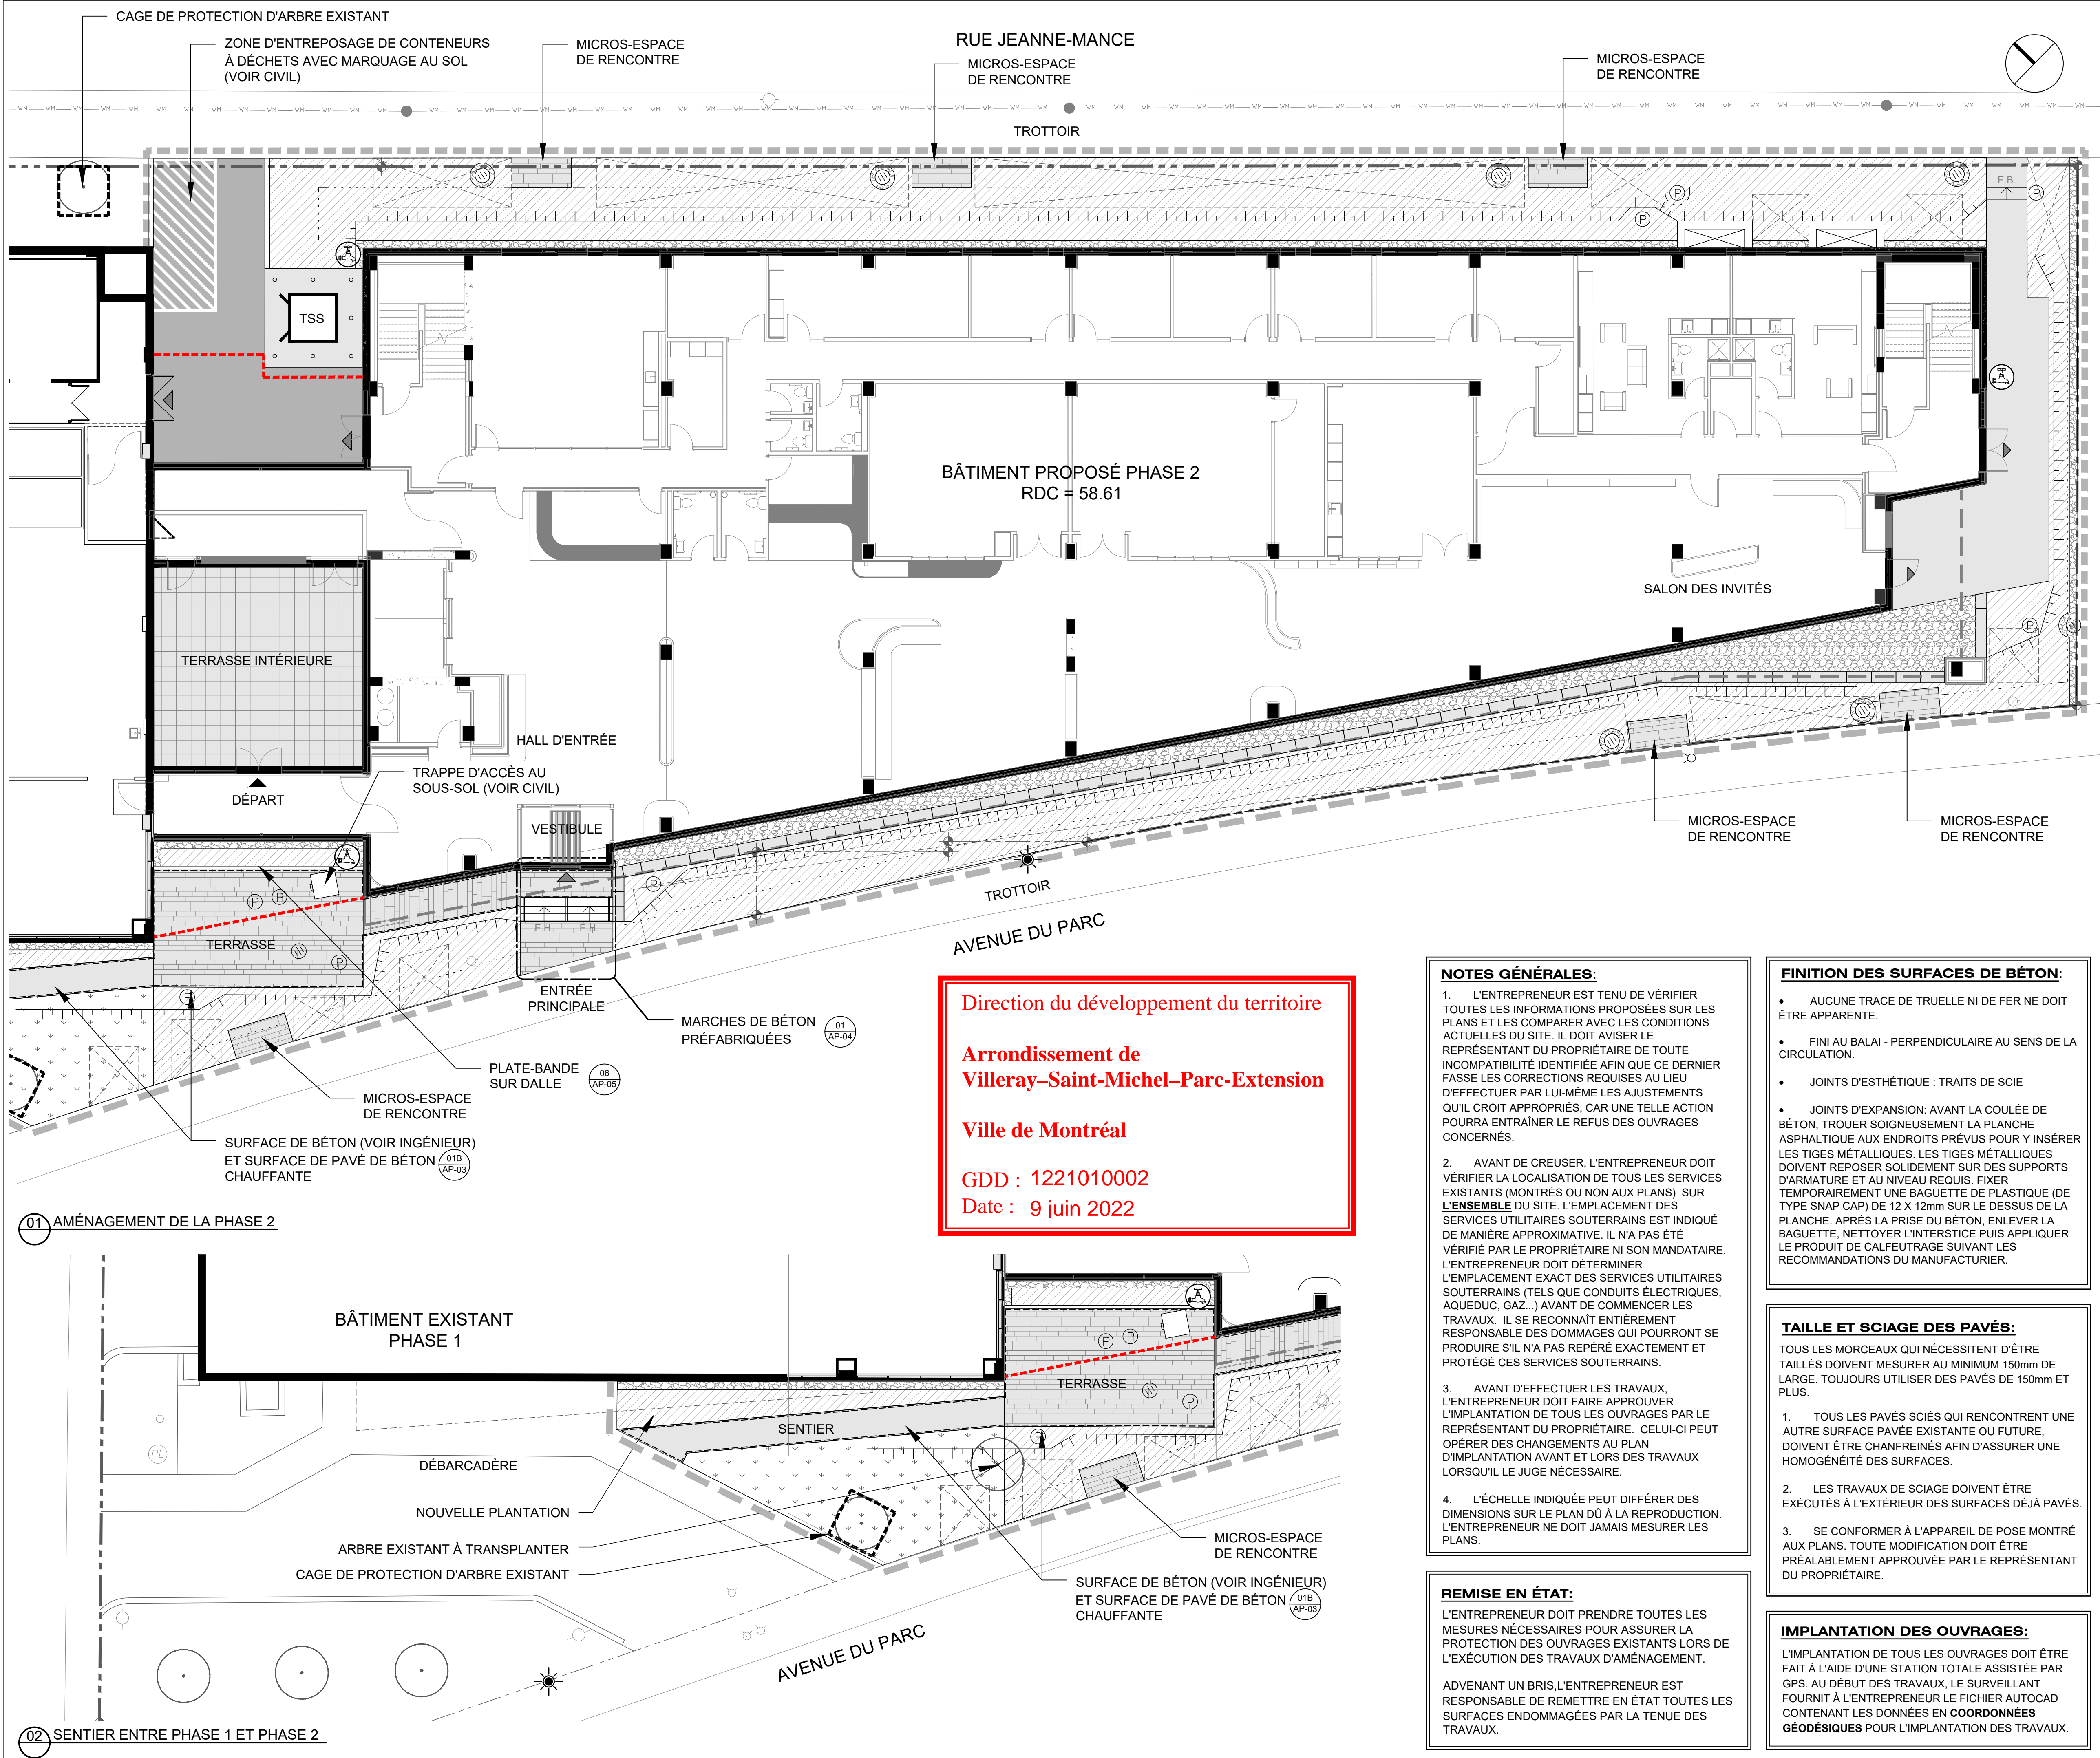 CAGE DE PROTECTION D'ARBRE EXISTANT
ZONE D'ENTREPOSAGE DE CONTENEURS
À DÉCHETS AVEC MARQUAGE AU SOL
(VOIR CIVIL)
MICROS-ESPACE
DE RENCONTRE
RUE JEANNE-MANCE
MICROS-ESPACE
DE RENCONTRE
MICROS-ESPACE
DE RENCONTRE
TROTTOIR
E.B.
P
P
P
TSS
BÂTIMENT PROPOSÉ PHASE 2
RDC = 58.61
SALON DES INVITÉS
P
TERRASSE INTÉRIEURE
HALL D'ENTRÉE
TRAPPE D'ACCÈS AU
SOUS-SOL (VOIR CIVIL)
DÉPART
VESTIBULE
MICROS-ESPACE
DE RENCONTRE
MICROS-ESPACE
DE RENCONTRE
P
P
P
TROTTOIR
AVENUE DU PARC
E.H.
E.H.
TERRASSE
P
P
ENTRÉE
PRINCIPALE
MARCHES DE BÉTON
PRÉFABRIQUÉES
01
AP-04
PLATE-BANDE
SUR DALLE
06
AP-05
MICROS-ESPACE
DE RENCONTRE
SURFACE DE BÉTON (VOIR INGÉNIEUR)
ET SURFACE DE PAVÉ DE BÉTON
CHAUFFANTE
01B
AP-03
01 AMÉNAGEMENT DE LA PHASE 2
Direction du développement du territoire
Arrondissement de
Villeray–Saint-Michel–Parc-Extension
Ville de Montréal
GDD : 1221010002
Date : 9 juin 2022
BÂTIMENT EXISTANT
PHASE 1
PL
TERRASSE
P
P
P
P
SENTIER
DÉBARCADÈRE
NOUVELLE PLANTATION
ARBRE EXISTANT À TRANSPLANTER
CAGE DE PROTECTION D'ARBRE EXISTANT
MICROS-ESPACE
DE RENCONTRE
SURFACE DE BÉTON (VOIR INGÉNIEUR)
ET SURFACE DE PAVÉ DE BÉTON
CHAUFFANTE
01B
AP-03
AVENUE DU PARC
02 SENTIER ENTRE PHASE 1 ET PHASE 2
NOTES GÉNÉRALES:
1. L'ENTREPRENEUR EST TENU DE VÉRIFIER
TOUTES LES INFORMATIONS PROPOSÉES SUR LES
PLANS ET LES COMPARER AVEC LES CONDITIONS
ACTUELLES DU SITE. IL DOIT AVISER LE
REPRÉSENTANT DU PROPRIÉTAIRE DE TOUTE
INCOMPATIBILITÉ IDENTIFIÉE AFIN QUE CE DERNIER
FASSE LES CORRECTIONS REQUISES AU LIEU
D'EFFECTUER PAR LUI-MÊME LES AJUSTEMENTS
QU'IL CROIT APPROPRIÉS, CAR UNE TELLE ACTION
POURRA ENTRAÎNER LE REFUS DES OUVRAGES
CONCERNÉS.
2. AVANT DE CREUSER, L'ENTREPRENEUR DOIT
VÉRIFIER LA LOCALISATION DE TOUS LES SERVICES
EXISTANTS (MONTRÉS OU NON AUX PLANS) SUR
L'ENSEMBLE DU SITE. L'EMPLACEMENT DES
SERVICES UTILITAIRES SOUTERRAINS EST INDIQUÉ
DE MANIÈRE APPROXIMATIVE. IL N'A PAS ÉTÉ
VÉRIFIÉ PAR LE PROPRIÉTAIRE NI SON MANDATAIRE.
L'ENTREPRENEUR DOIT DÉTERMINER
L'EMPLACEMENT EXACT DES SERVICES UTILITAIRES
SOUTERRAINS (TELS QUE CONDUITS ÉLECTRIQUES,
AQUEDUC, GAZ...) AVANT DE COMMENCER LES
TRAVAUX. IL SE RECONNAÎT ENTIÈREMENT
RESPONSABLE DES DOMMAGES QUI POURRONT SE
PRODUIRE S'IL N'A PAS REPÉRÉ EXACTEMENT ET
PROTÉGÉ CES SERVICES SOUTERRAINS.
3. AVANT D'EFFECTUER LES TRAVAUX,
L'ENTREPRENEUR DOIT FAIRE APPROUVER
L'IMPLANTATION DE TOUS LES OUVRAGES PAR LE
REPRÉSENTANT DU PROPRIÉTAIRE. CELUI-CI PEUT
OPÉRER DES CHANGEMENTS AU PLAN
D'IMPLANTATION AVANT ET LORS DES TRAVAUX
LORSQU'IL LE JUGE NÉCESSAIRE.
4. L'ÉCHELLE INDIQUÉE PEUT DIFFÉRER DES
DIMENSIONS SUR LE PLAN DÛ À LA REPRODUCTION.
L'ENTREPRENEUR NE DOIT JAMAIS MESURER LES
PLANS.
REMISE EN ÉTAT:
L'ENTREPRENEUR DOIT PRENDRE TOUTES LES
MESURES NÉCESSAIRES POUR ASSURER LA
PROTECTION DES OUVRAGES EXISTANTS LORS DE
L'EXÉCUTION DES TRAVAUX D'AMÉNAGEMENT.
ADVENANT UN BRIS,L'ENTREPRENEUR EST
RESPONSABLE DE REMETTRE EN ÉTAT TOUTES LES
SURFACES ENDOMMAGÉES PAR LA TENUE DES
TRAVAUX.
FINITION DES SURFACES DE BÉTON:
• AUCUNE TRACE DE TRUELLE NI DE FER NE DOIT
ÊTRE APPARENTE.
• FINI AU BALAI - PERPENDICULAIRE AU SENS DE LA
CIRCULATION.
• JOINTS D'ESTHÉTIQUE : TRAITS DE SCIE
• JOINTS D'EXPANSION: AVANT LA COULÉE DE
BÉTON, TROUER SOIGNEUSEMENT LA PLANCHE
ASPHALTIQUE AUX ENDROITS PRÉVUS POUR Y INSÉRER
LES TIGES MÉTALLIQUES. LES TIGES MÉTALLIQUES
DOIVENT REPOSER SOLIDEMENT SUR DES SUPPORTS
D'ARMATURE ET AU NIVEAU REQUIS. FIXER
TEMPORAIREMENT UNE BAGUETTE DE PLASTIQUE (DE
TYPE SNAP CAP) DE 12 X 12mm SUR LE DESSUS DE LA
PLANCHE. APRÈS LA PRISE DU BÉTON, ENLEVER LA
BAGUETTE, NETTOYER L'INTERSTICE PUIS APPLIQUER
LE PRODUIT DE CALFEUTRAGE SUIVANT LES
RECOMMANDATIONS DU MANUFACTURIER.
TAILLE ET SCIAGE DES PAVÉS:
TOUS LES MORCEAUX QUI NÉCESSITENT D'ÊTRE
TAILLÉS DOIVENT MESURER AU MINIMUM 150mm DE
LARGE. TOUJOURS UTILISER DES PAVÉS DE 150mm ET
PLUS.
1. TOUS LES PAVÉS SCIÉS QUI RENCONTRENT UNE
AUTRE SURFACE PAVÉE EXISTANTE OU FUTURE,
DOIVENT ÊTRE CHANFREINÉS AFIN D'ASSURER UNE
HOMOGÉNÉITÉ DES SURFACES.
2. LES TRAVAUX DE SCIAGE DOIVENT ÊTRE
EXÉCUTÉS À L'EXTÉRIEUR DES SURFACES DÉJÀ PAVÉS.
3. SE CONFORMER À L'APPAREIL DE POSE MONTRÉ
AUX PLANS. TOUTE MODIFICATION DOIT ÊTRE
PRÉALABLEMENT APPROUVÉE PAR LE REPRÉSENTANT
DU PROPRIÉTAIRE.
IMPLANTATION DES OUVRAGES:
L'IMPLANTATION DE TOUS LES OUVRAGES DOIT ÊTRE
FAIT À L'AIDE D'UNE STATION TOTALE ASSISTÉE PAR
GPS. AU DÉBUT DES TRAVAUX, LE SURVEILLANT
FOURNIT À L'ENTREPRENEUR LE FICHIER AUTOCAD
CONTENANT LES DONNÉES EN COORDONNÉES
GÉODÉSIQUES POUR L'IMPLANTATION DES TRAVAUX.